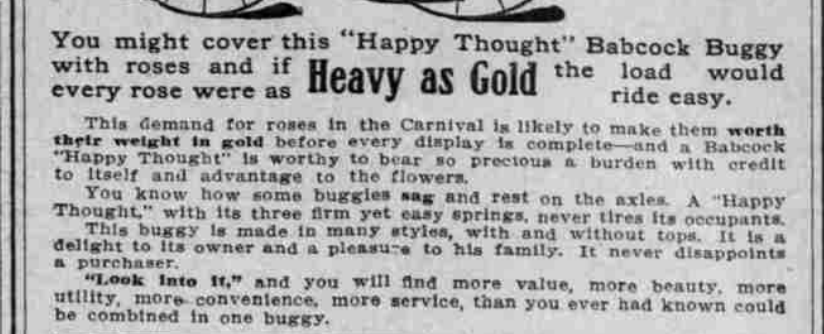 You might cover this "Happy Thought" Babcock Buggy
with roses and if Heavy as Gold the load would
every rose were as ride easy.
This demand for roses in the Carnival is likely to make them worth
their weight in gold before every display is complete—and a Babcock
"Happy Thought" is worthy to bear so precious a burden with credit
to itself and advantage to the flowers.
You know how some buggies sag and rest on the axles. A "Happy
Thought," with its three firm yet easy springs, never tires its occupants.
This buggy is made in many styles, with and without tops. It is a
delight to its owner and a pleasure to his family. It never disappoints
a purchaser.
"Look into it," and you will find more value, more beauty, more
utility, more convenience, more service, than you ever had known could
be combined in one buggy.